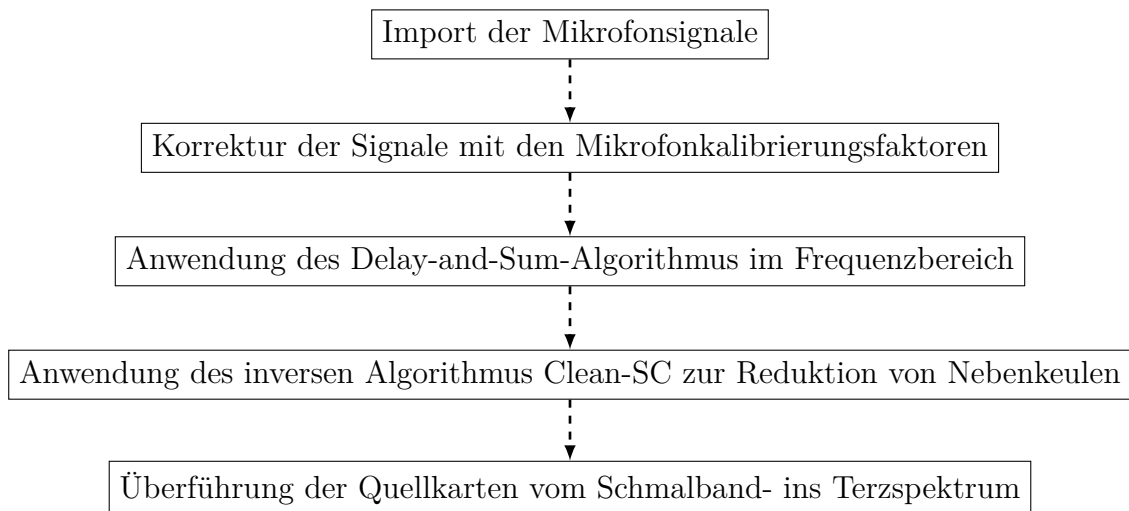 Import der Mikrofonsignale
Korrektur der Signale mit den Mikrofonkalibrierungsfaktoren
Anwendung des Delay-and-Sum-Algorithmus im Frequenzbereich
Anwendung des inversen Algorithmus Clean-SC zur Reduktion von Nebenkeulen
Überführung der Quellkarten vom Schmalband- ins Terzspektrum